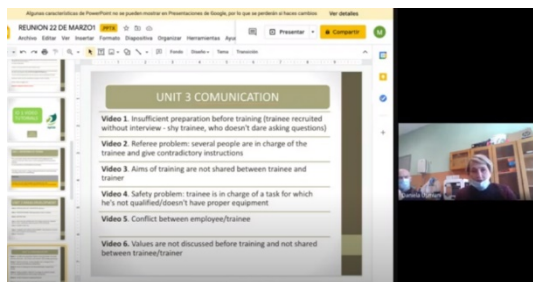 Algunas características de PowerPoint no se pueden mostrar en Presentaciones de Google, por lo que se perderán si haces cambios. Ver detalles
REUNION 22 DE MARZO1 .PPTX
Archivo Editar Ver Insertar Formato Diapositiva Organizar Herramientas Ayu
Presentar
Compartir
M
Fondo Diseño Tema Transición
UNIT 3 COMUNICATION
Video 1. Insufficient preparation before training (trainee recruited
without interview - shy trainee, who doesn't dare asking questions)
Video 2. Referee problem: several people are in charge of the
trainee and give contradictory instructions
Video 3. Aims of training are not shared between trainee and
trainer
Video 4. Safety problem: trainee is in charge of a task for which
he's not qualified/doesn't have proper equipment
Video 5. Conflict between employee/trainee
Video 6. Values are not discussed before training and not shared
between trainee/trainer